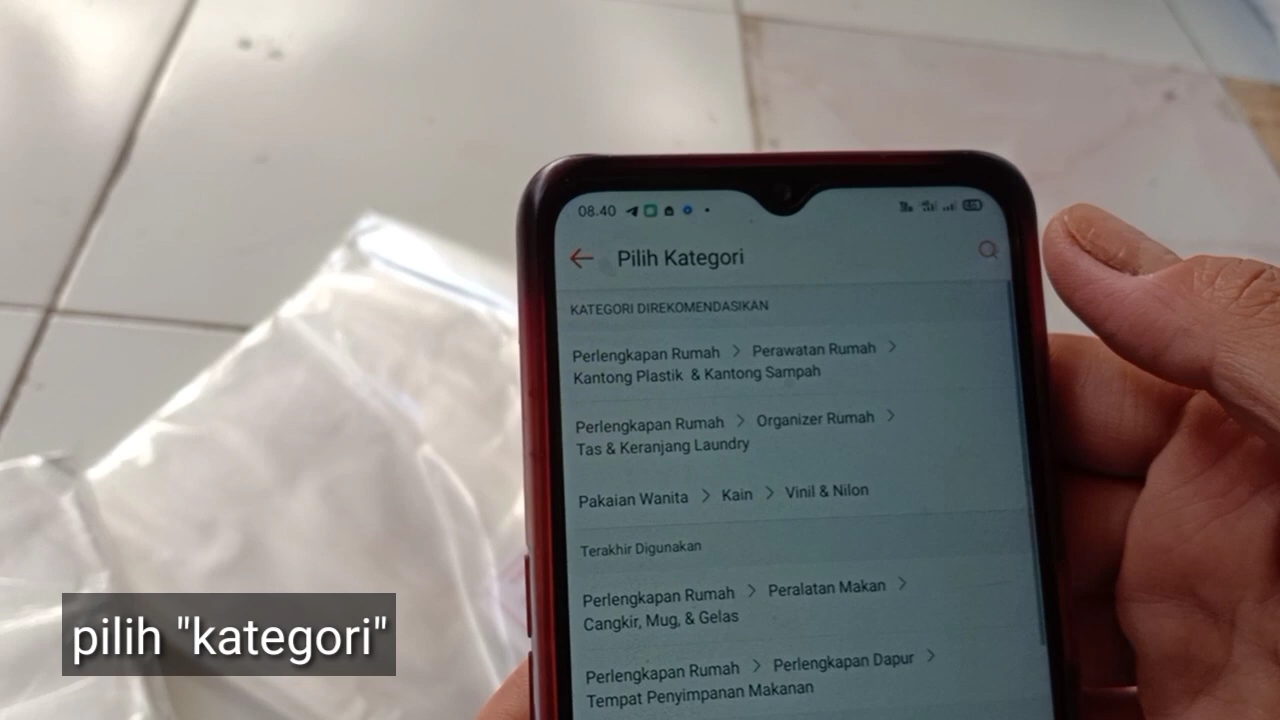 08.40
Pilih Kategori
KATEGORI DIREKOMENDASIKAN
Perlengkapan Rumah > Perawatan Rumah >
Kantong Plastik & Kantong Sampah
Perlengkapan Rumah > Organizer Rumah >
Tas & Keranjang Laundry
Pakaian Wanita > Kain > Vinil & Nilon
Terakhir Digunakan
Perlengkapan Rumah > Peralatan Makan >
Cangkir, Mug, & Gelas
Perlengkapan Rumah > Perlengkapan Dapur >
Tempat Penyimpanan Makanan
pilih "kategori"